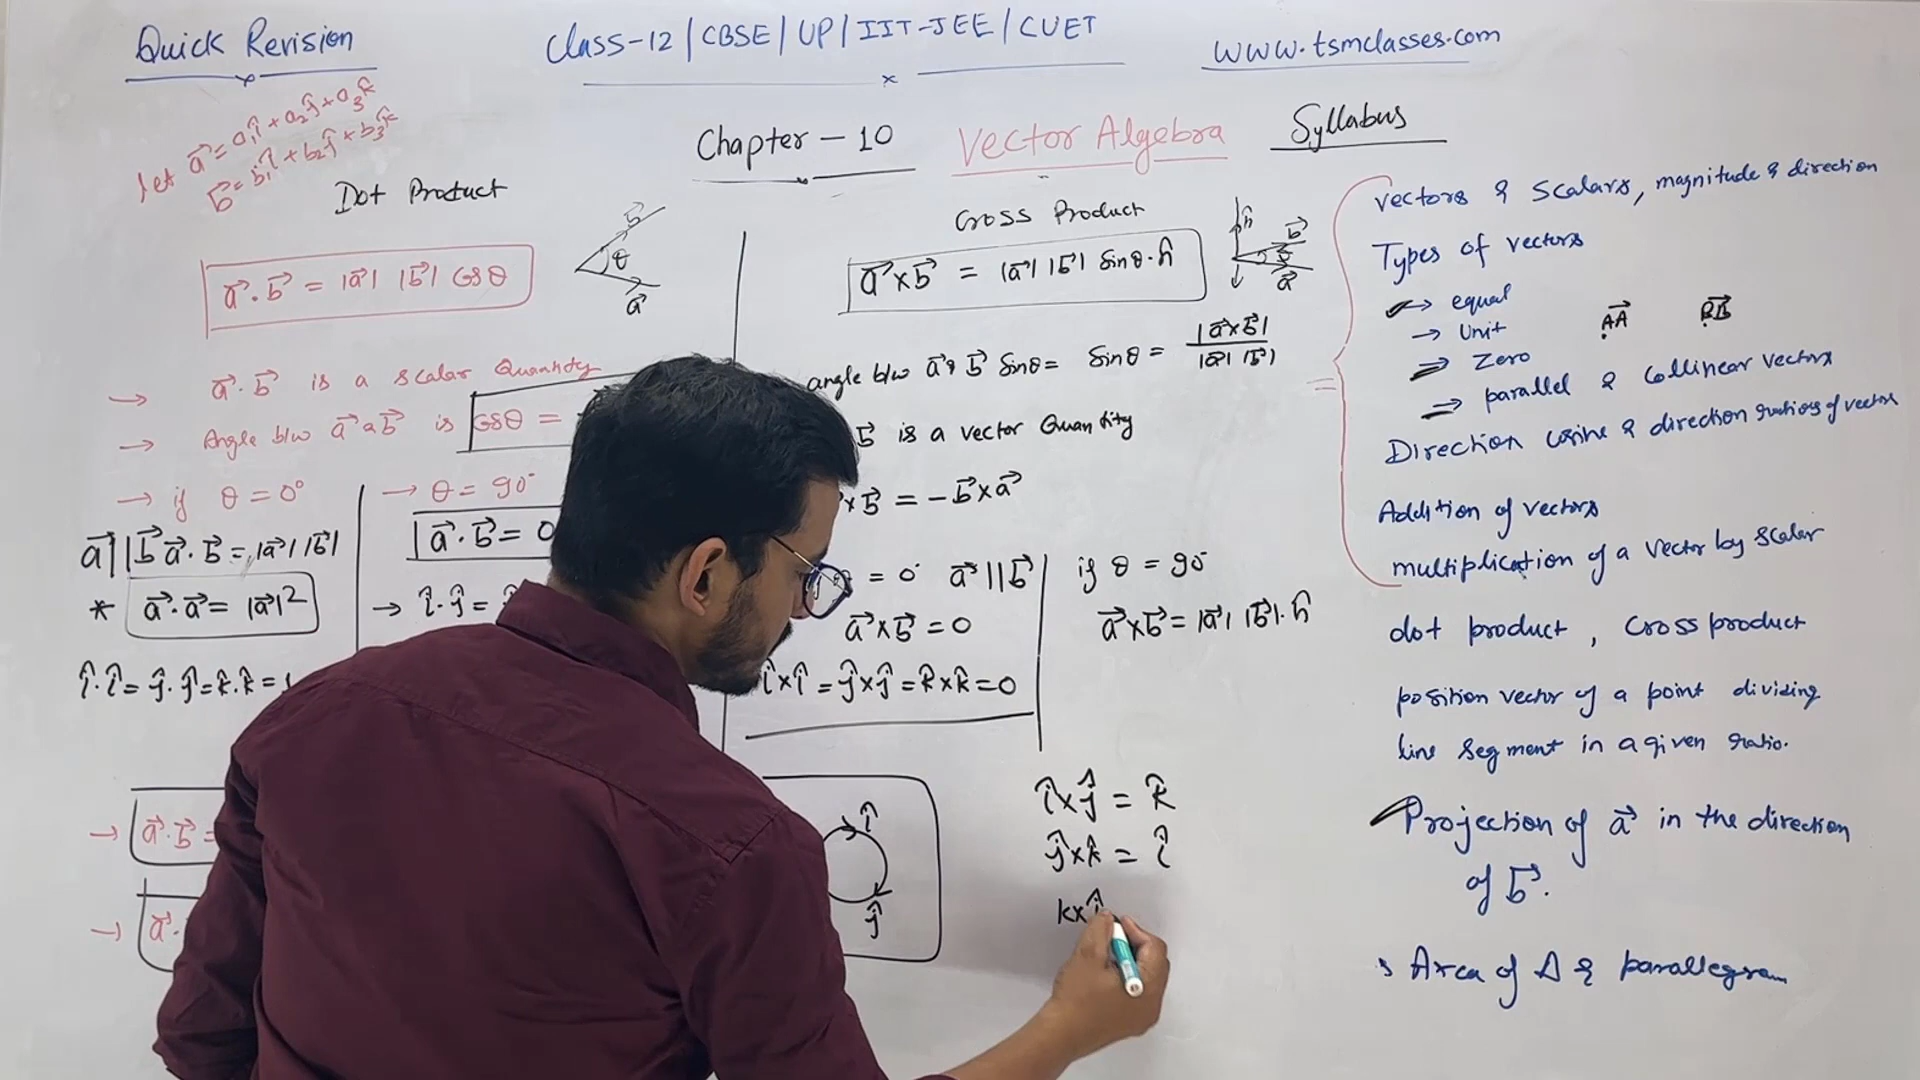 Quick Revision
Class-12 / CBSE / UP / IIT-JEE / CUET
www.tsmclasses.com
let a⃗ = a₁î + a₂ĵ + a₃k̂
b⃗ = b₁î + b₂ĵ + b₃k̂
Chapter - 10 Vector Algebra
Syllabus
Dot Product
a⃗ . b⃗ = |a⃗| |b⃗| cosθ
b⃗
θ
a⃗
→ a⃗ . b⃗ is a scalar Quantity
→ Angle b/w a⃗ & b⃗ is cosθ =
→ if θ = 0°
a⃗ || b⃗ a⃗ . b⃗ = |a⃗| |b⃗|
* a⃗ . a⃗ = |a⃗|²
î . î = ĵ . ĵ = k̂ . k̂ =
→ θ = 90°
a⃗ . b⃗ = 0
→ î . ĵ =
→ a⃗ . b⃗ =
→ a⃗ .
Cross Product
a⃗ x b⃗ = |a⃗| |b⃗| sinθ . n̂
n̂
b⃗
a⃗
angle b/w a⃗ & b⃗ sinθ = sinθ = |a⃗ x b⃗| / |a⃗| |b⃗|
b⃗ is a vector Quantity
x b⃗ = - b⃗ x a⃗
= 0° a⃗ || b⃗
a⃗ x b⃗ = 0
î x î = ĵ x ĵ = k̂ x k̂ = 0
if θ = 90°
a⃗ x b⃗ = |a⃗| |b⃗| . n̂
î
ĵ
î x ĵ = k̂
ĵ x k̂ = î
k x î
vectors & scalars, magnitude & direction
Types of vectors
→ equal
→ Unit
→ Zero
→ parallel & collinear vectors
Direction cosine & direction ratios of vector
Addition of vectors
multiplication of a vector by scalar
dot product, cross product
position vector of a point dividing
line segment in a given ratio.
Projection of a⃗ in the direction
of b⃗.
Area of Δ & parallegram